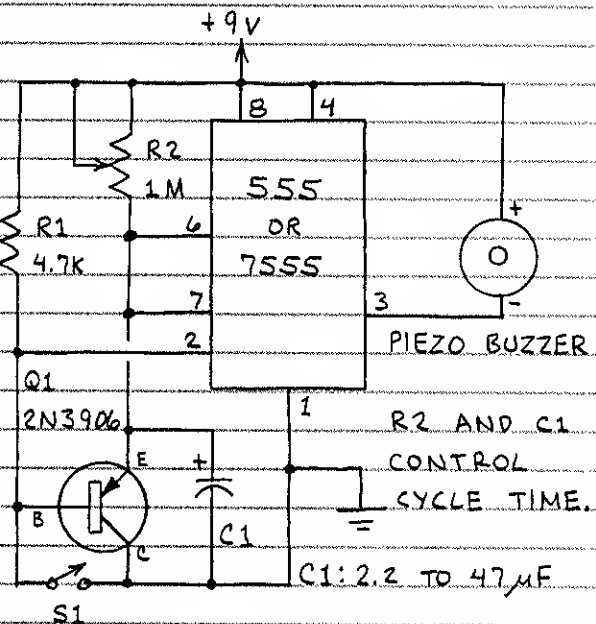 +9V
8 4
R2
1M
555
OR
7555
R1
4.7K
6
7
2
3
+
-
PIEZO BUZZER
Q1
2N3906
1
E
B
C
+
C1
R2 AND C1
CONTROL
CYCLE TIME.
S1
C1: 2.2 TO 47µF